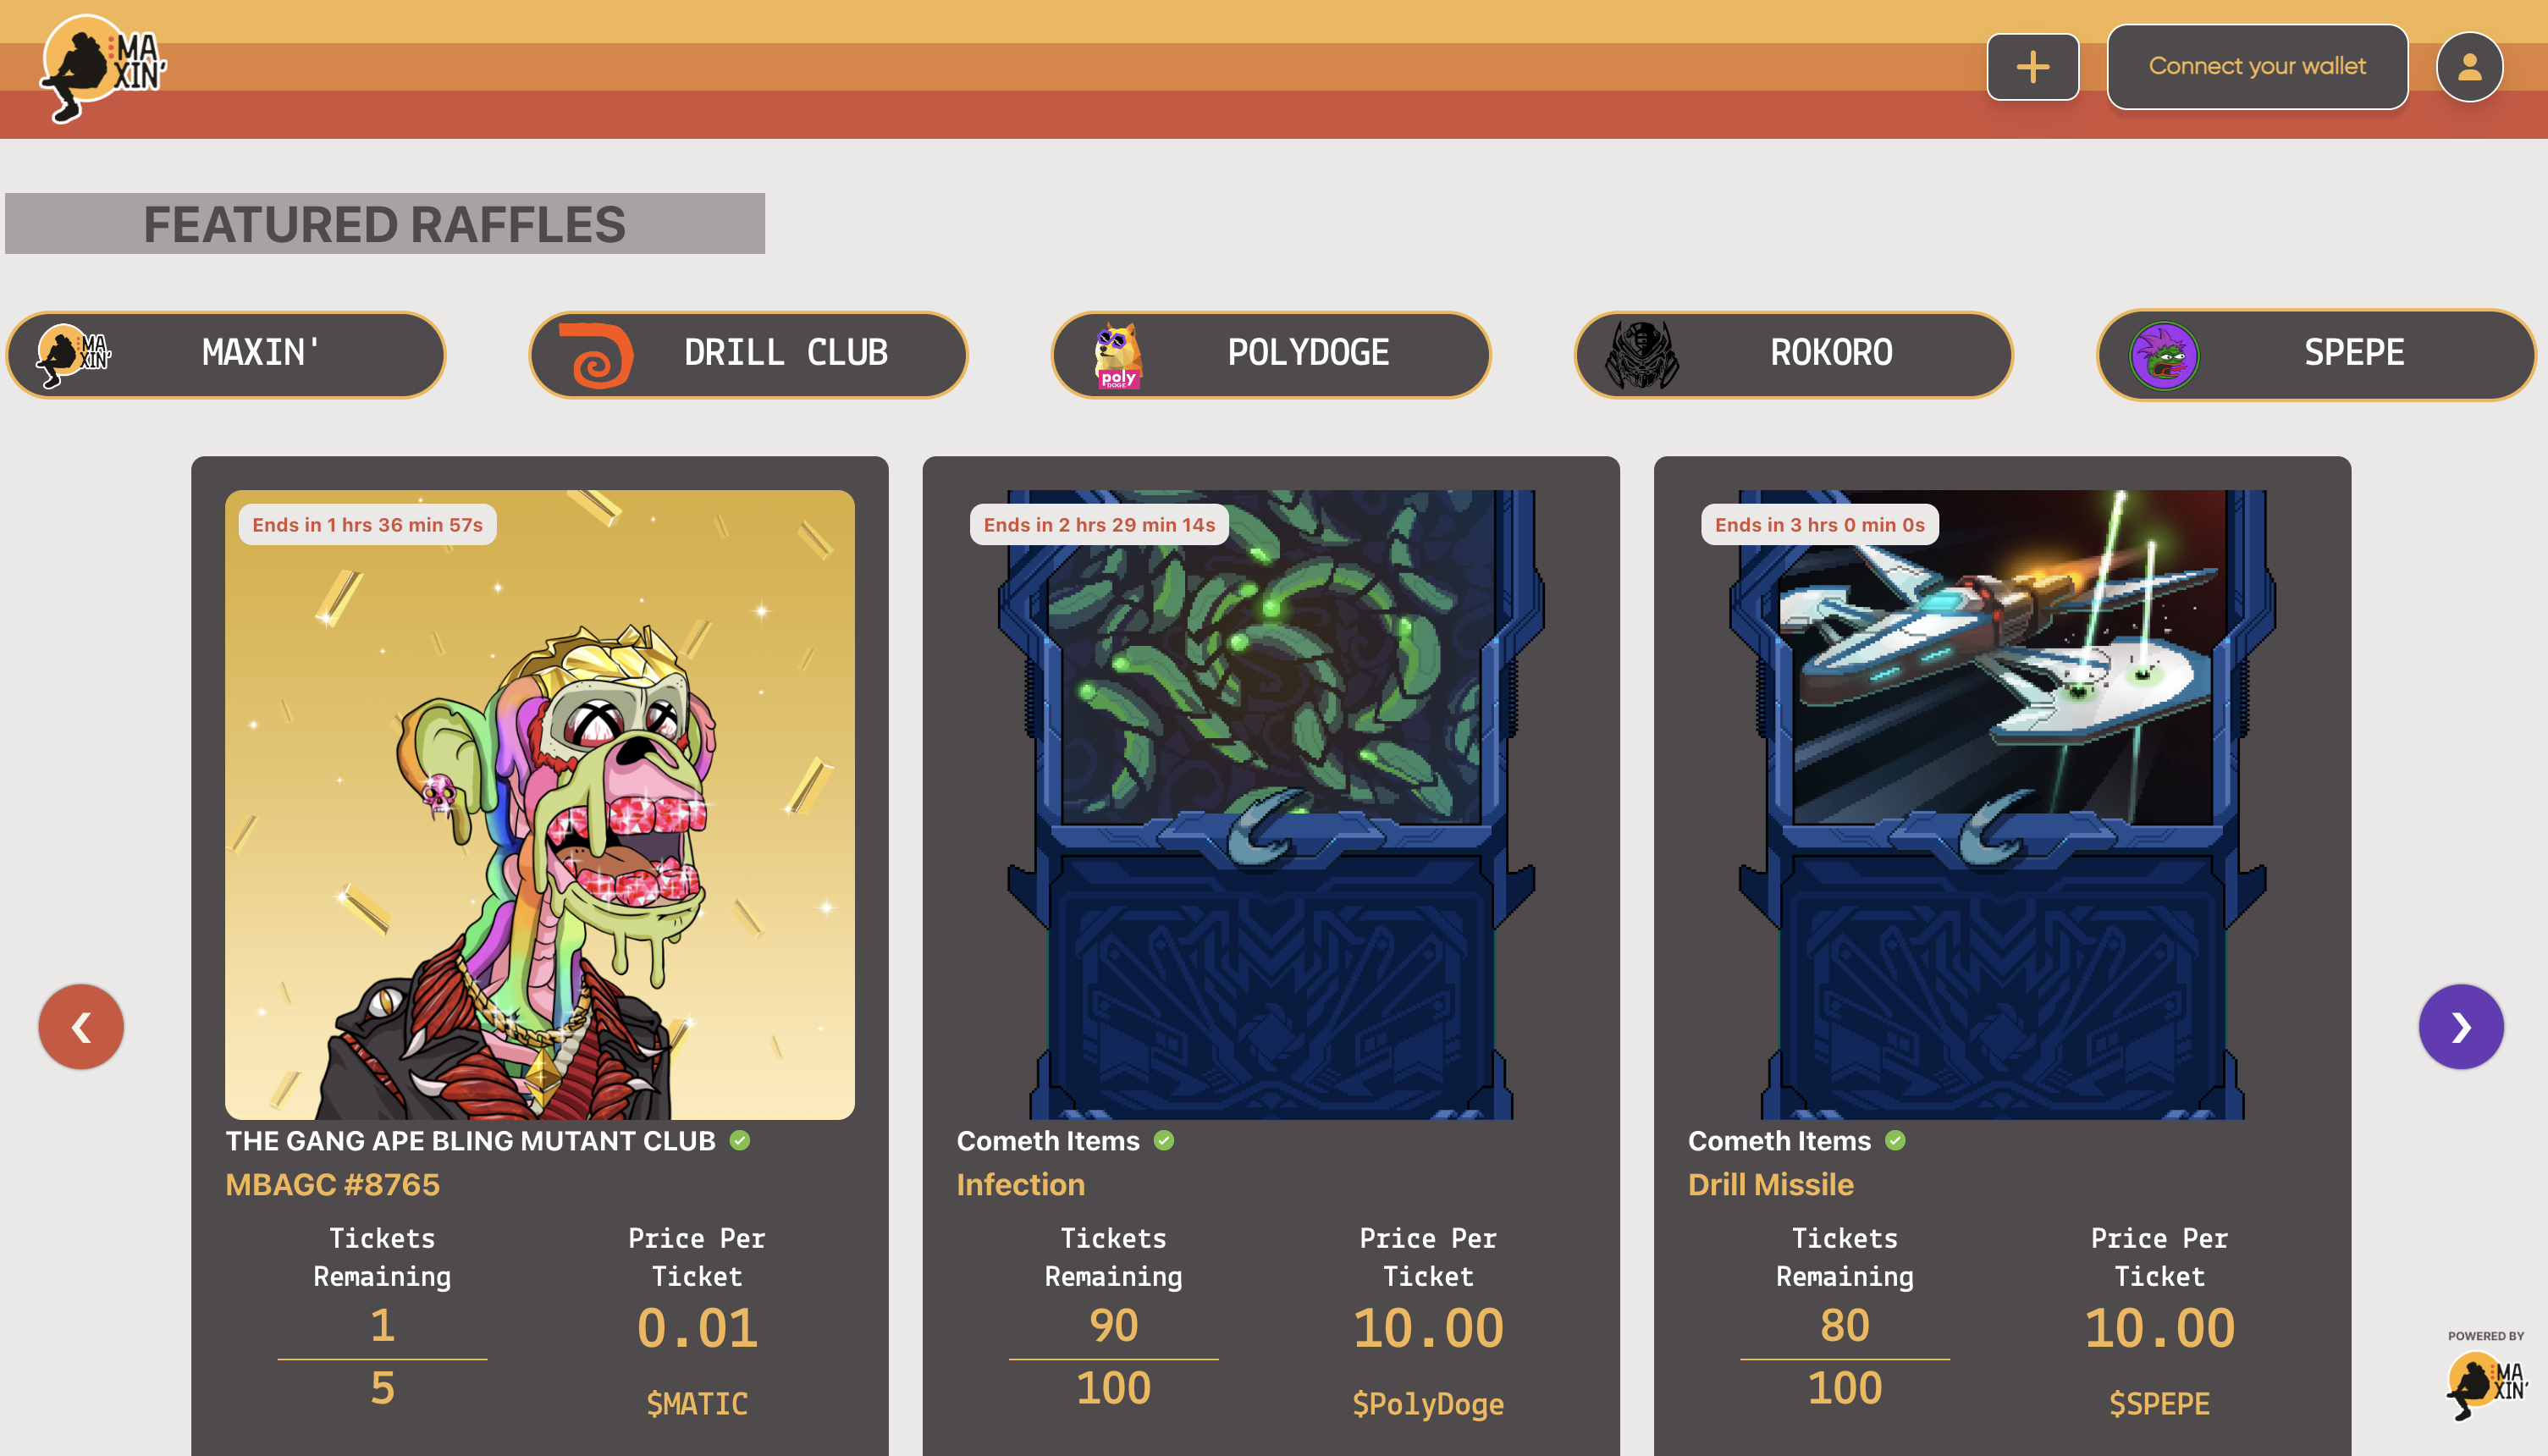 MA
XIN'
Connect your wallet
FEATURED RAFFLES
MA
XIN'
MAXIN'
DRILL CLUB
poly
DOGE
POLYDOGE
ROKORO
SPEPE
Ends in 1 hrs 36 min 57s
Ends in 2 hrs 29 min 14s
Ends in 3 hrs 0 min 0s
THE GANG APE BLING MUTANT CLUB
MBAGC #8765
Tickets
Remaining
1
5
Price Per
Ticket
0.01
$MATIC
Cometh Items
Infection
Tickets
Remaining
90
100
Price Per
Ticket
10.00
$PolyDoge
Cometh Items
Drill Missile
Tickets
Remaining
80
100
Price Per
Ticket
10.00
$SPEPE
POWERED BY
MA
XIN'